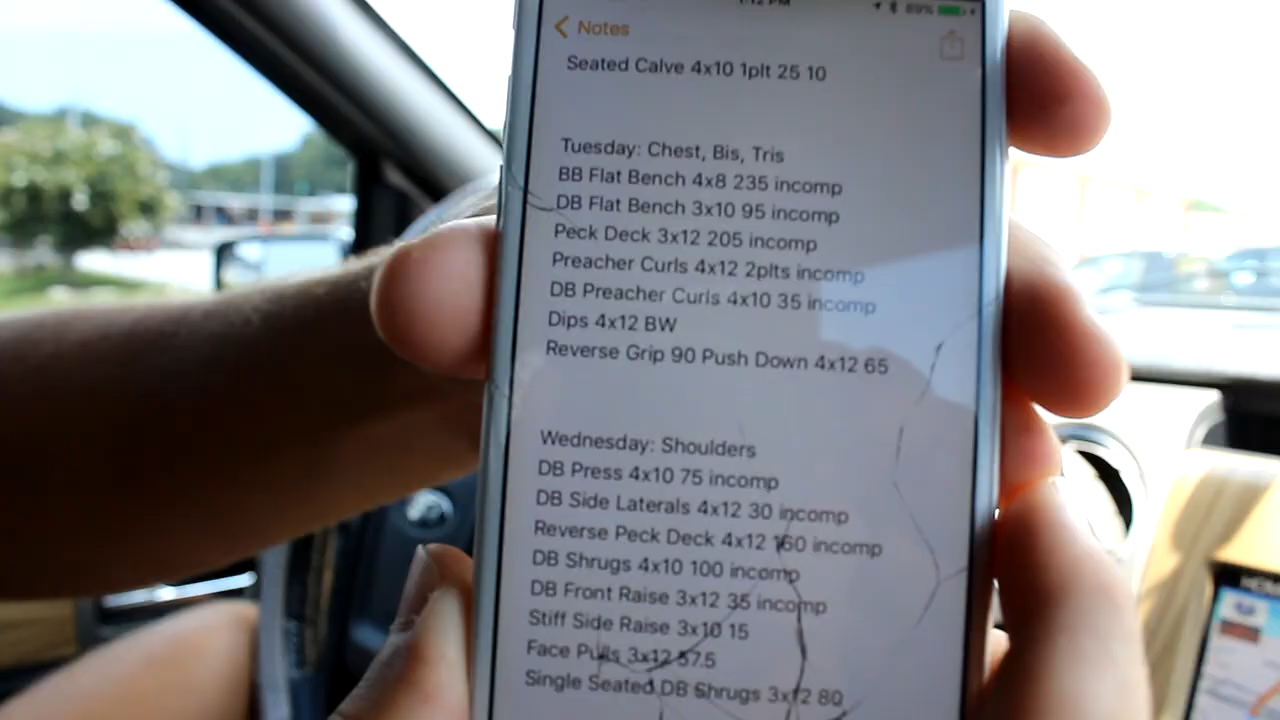 1:12 PM 89%
Notes
Seated Calve 4x10 1plt 25 10
Tuesday: Chest, Bis, Tris
BB Flat Bench 4x8 235 incomp
DB Flat Bench 3x10 95 incomp
Peck Deck 3x12 205 incomp
Preacher Curls 4x12 2plts incomp
DB Preacher Curls 4x10 35 incomp
Dips 4x12 BW
Reverse Grip 90 Push Down 4x12 65
Wednesday: Shoulders
DB Press 4x10 75 incomp
DB Side Laterals 4x12 30 incomp
Reverse Peck Deck 4x12 160 incomp
DB Shrugs 4x10 100 incomp
DB Front Raise 3x12 35 incomp
Stiff Side Raise 3x10 15
Face Pulls 3x12 57.5
Single Seated DB Shrugs 3x12 80